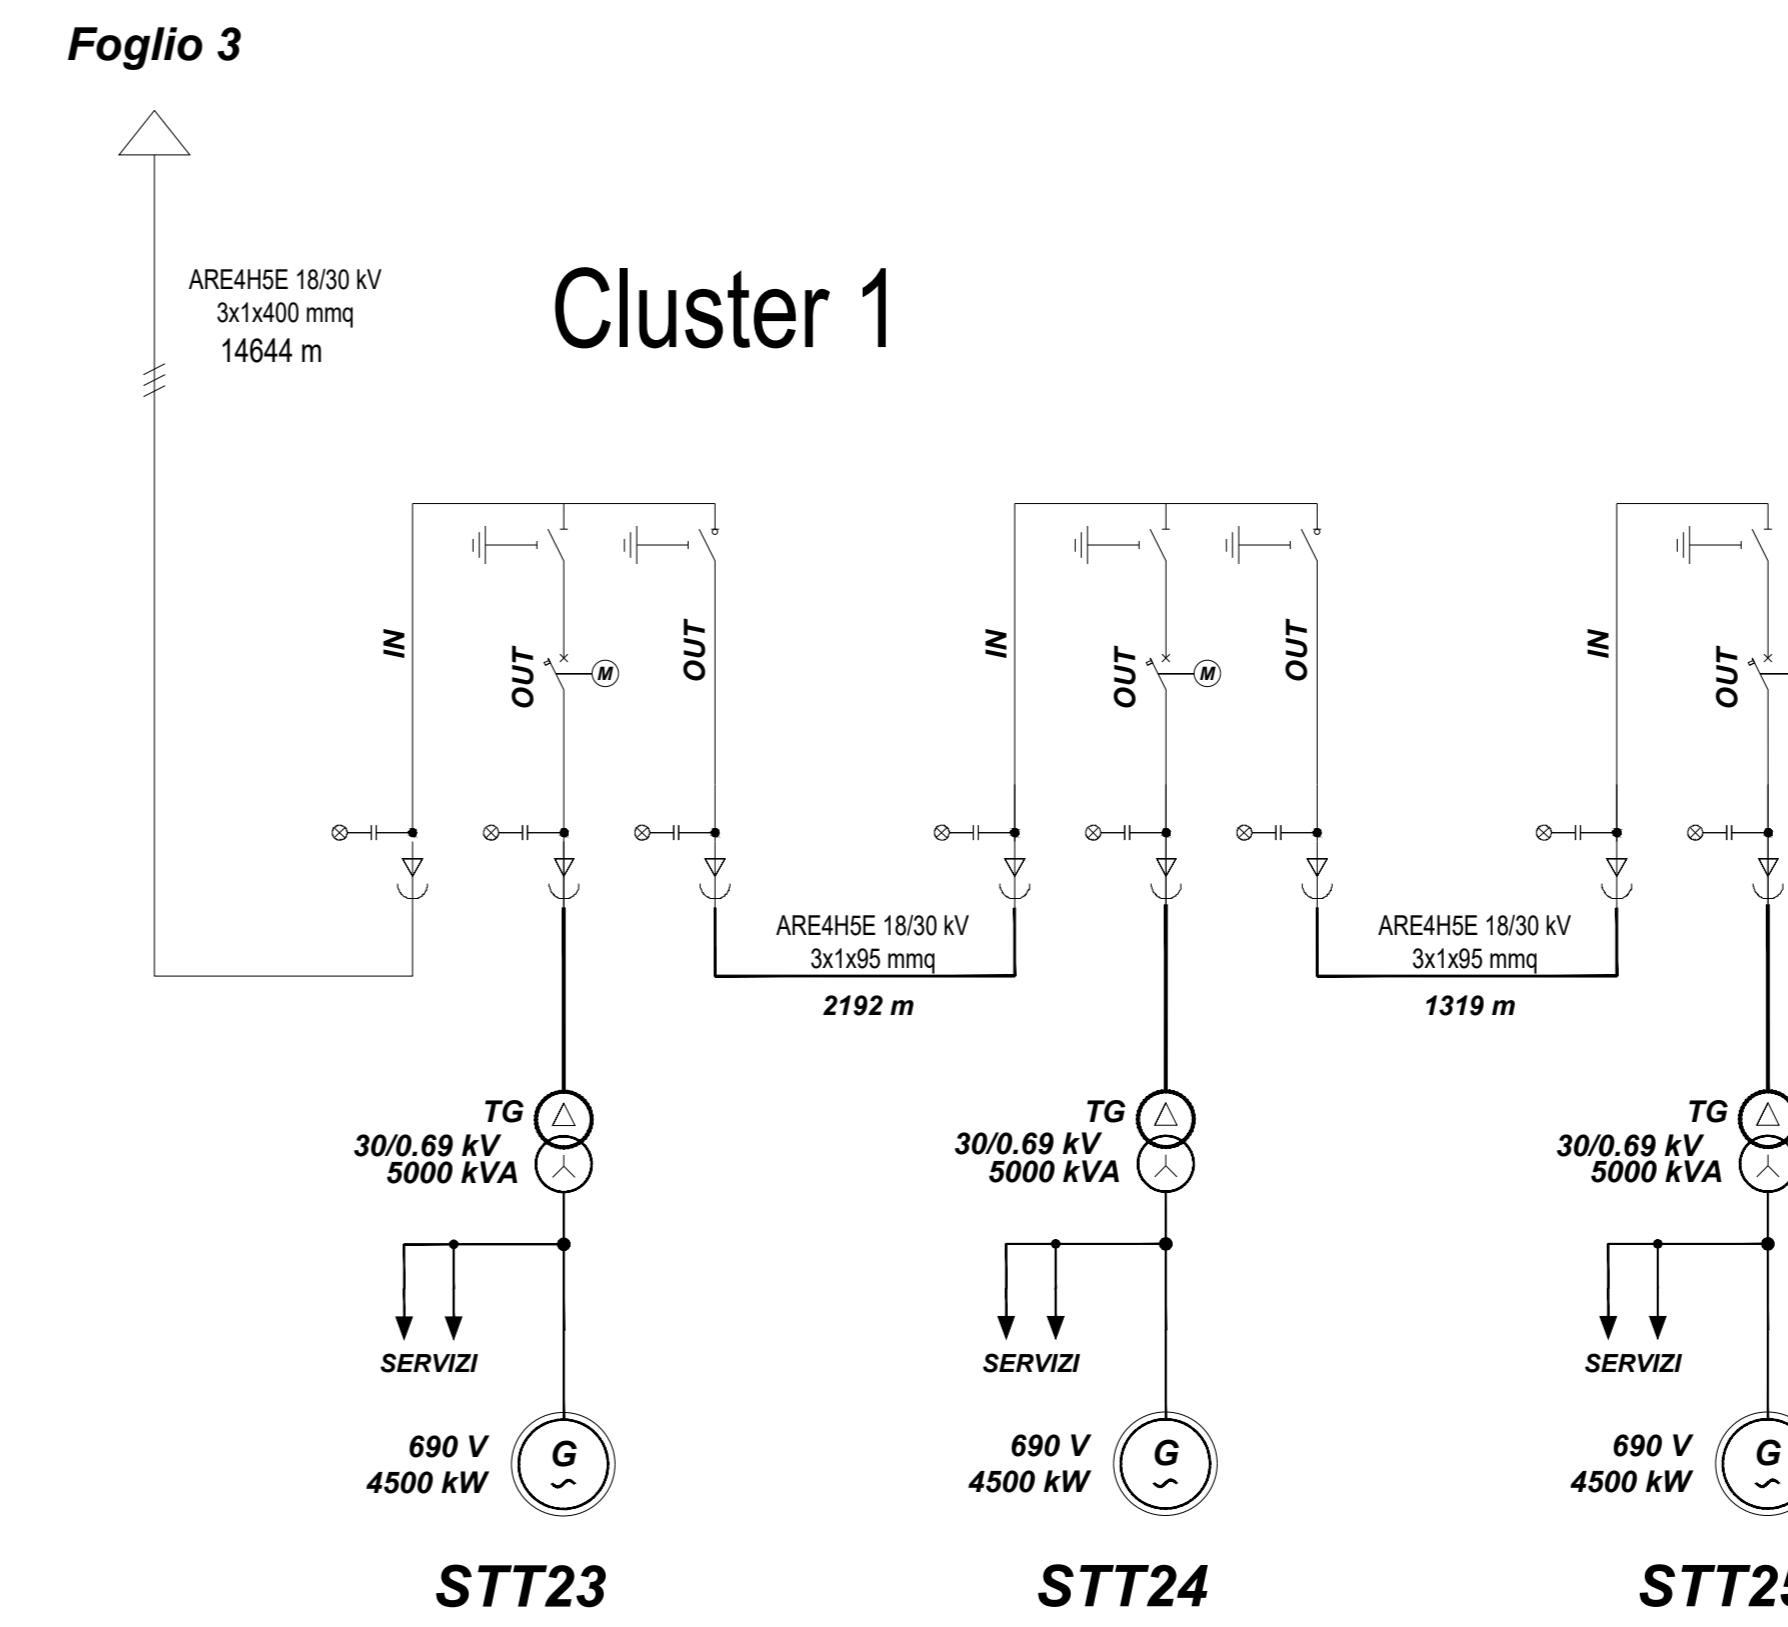 Foglio 3
ARE4H5E 18/30 kV
3x1x400 mmq
14644 m
Cluster 1
IN
OUT
M
OUT
IN
OUT
M
OUT
IN
OUT
ARE4H5E 18/30 kV
3x1x95 mmq
2192 m
ARE4H5E 18/30 kV
3x1x95 mmq
1319 m
TG
30/0.69 kV
5000 kVA
TG
30/0.69 kV
5000 kVA
TG
30/0.69 kV
5000 kVA
SERVIZI
SERVIZI
SERVIZI
690 V
4500 kW
G
690 V
4500 kW
G
690 V
4500 kW
G
STT23
STT24
STT25